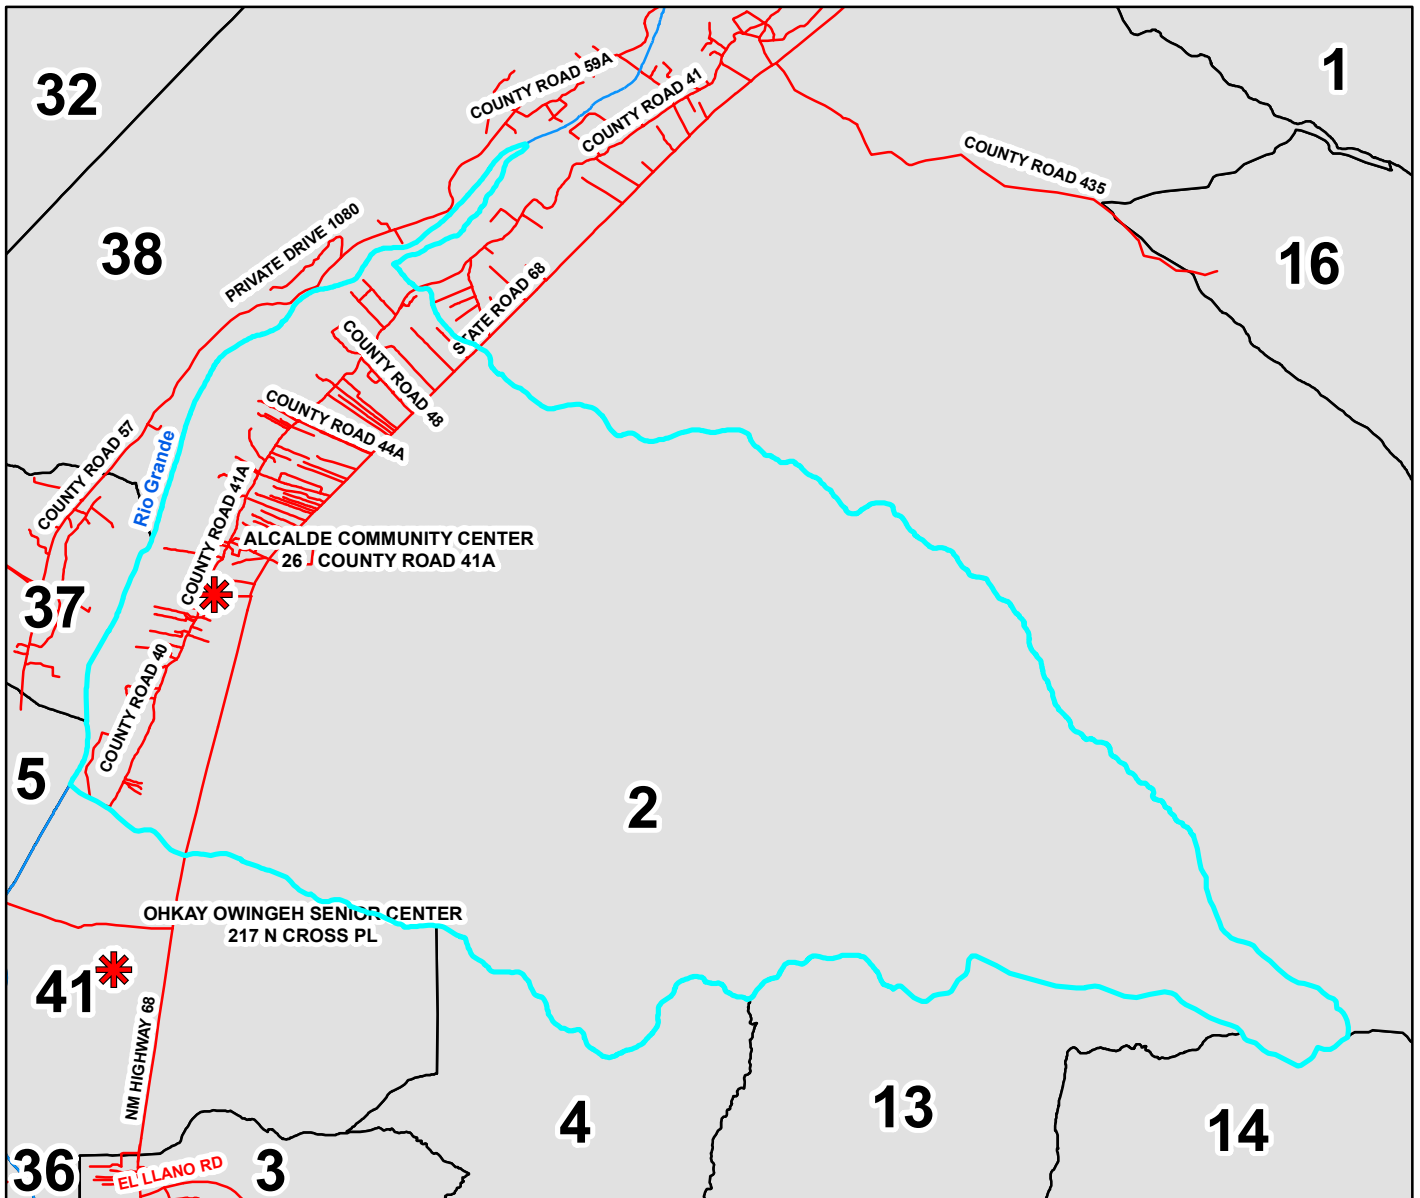 1
32
COUNTY ROAD 59A
COUNTY ROAD 41
COUNTY ROAD 435
38
PRIVATE DRIVE 1080
16
STATE ROAD 68
COUNTY ROAD 48
COUNTY ROAD 44A
COUNTY ROAD 57
Rio Grande
COUNTY ROAD 41A
ALCALDE COMMUNITY CENTER
26 COUNTY ROAD 41A
37
COUNTY ROAD 40
5
2
OHKAY OWINGEH SENIOR CENTER
217 N CROSS PL
41
NM HIGHWAY 68
4
13
14
36
EL LLANO RD
3